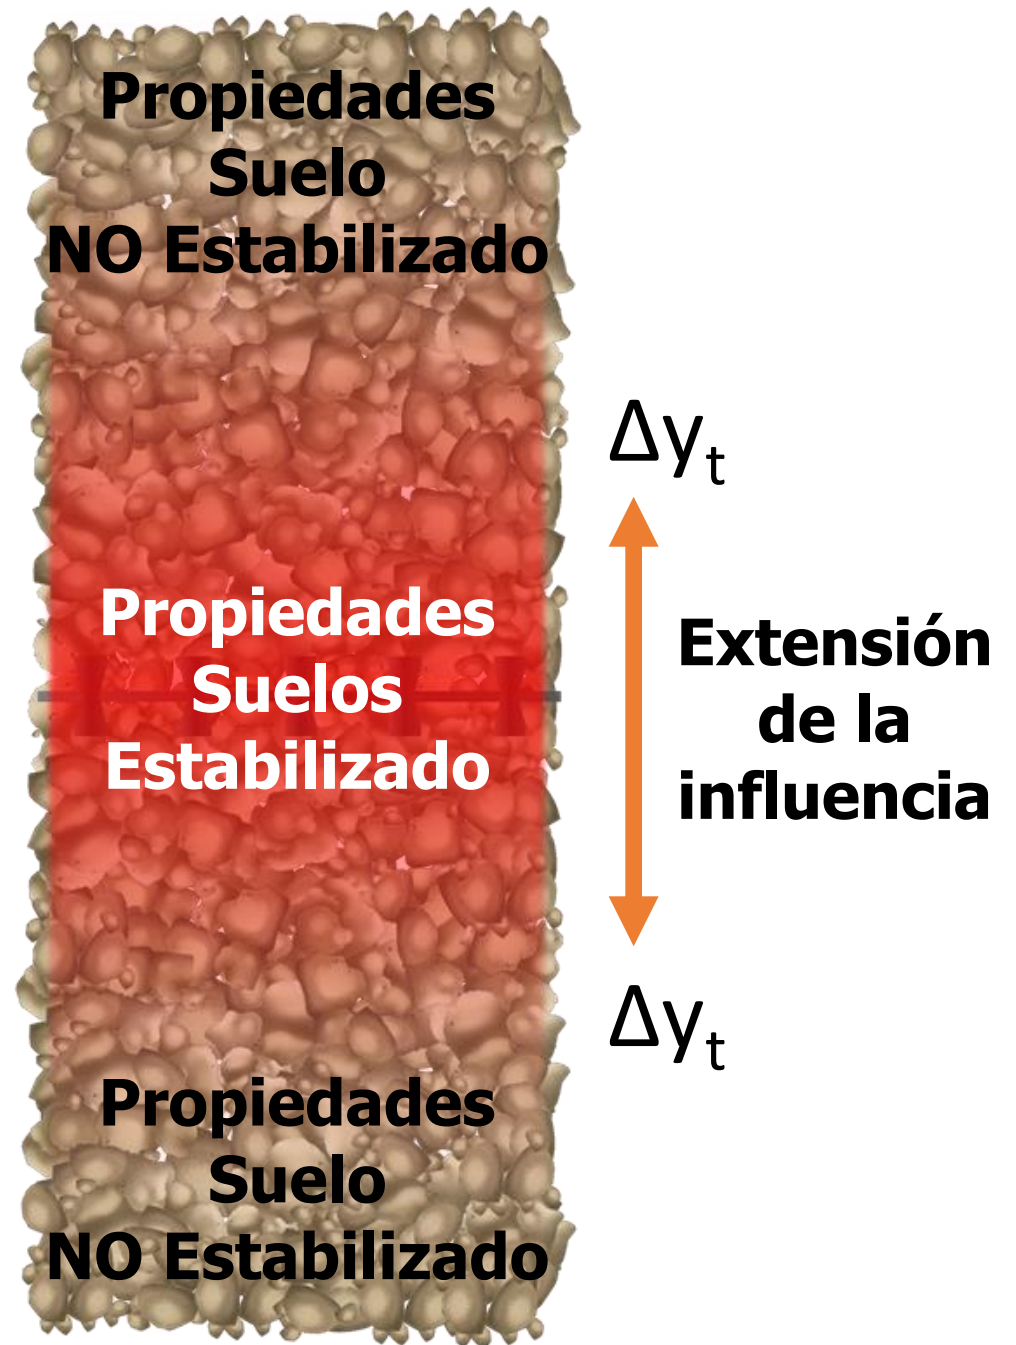 Propiedades
Suelo
NO Estabilizado
Δyt
Propiedades
Suelos
Estabilizado
Extensión
de la
influencia
Δyt
Propiedades
Suelo
NO Estabilizado